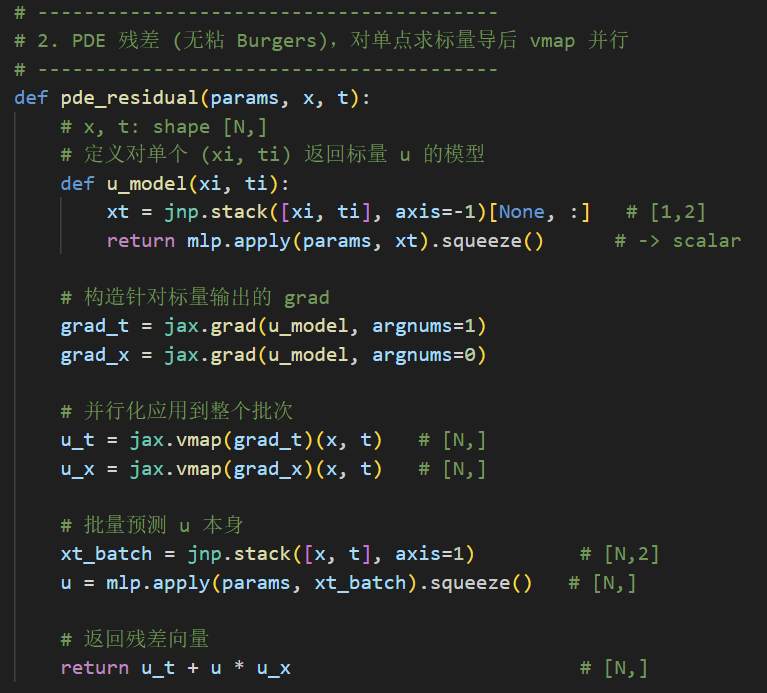 # ----------------------------------------
# 2. PDE 残差 (无粘 Burgers)，对单点求标量导后 vmap 并行
# ----------------------------------------
def pde_residual(params, x, t):
    # x, t: shape [N,]
    # 定义对单个 (xi, ti) 返回标量 u 的模型
    def u_model(xi, ti):
        xt = jnp.stack([xi, ti], axis=-1)[None, :]   # [1,2]
        return mlp.apply(params, xt).squeeze()      # -> scalar

    # 构造针对标量输出的 grad
    grad_t = jax.grad(u_model, argnums=1)
    grad_x = jax.grad(u_model, argnums=0)

    # 并行化应用到整个批次
    u_t = jax.vmap(grad_t)(x, t)   # [N,]
    u_x = jax.vmap(grad_x)(x, t)   # [N,]

    # 批量预测 u 本身
    xt_batch = jnp.stack([x, t], axis=1)         # [N,2]
    u = mlp.apply(params, xt_batch).squeeze()   # [N,]

    # 返回残差向量
    return u_t + u * u_x                         # [N,]